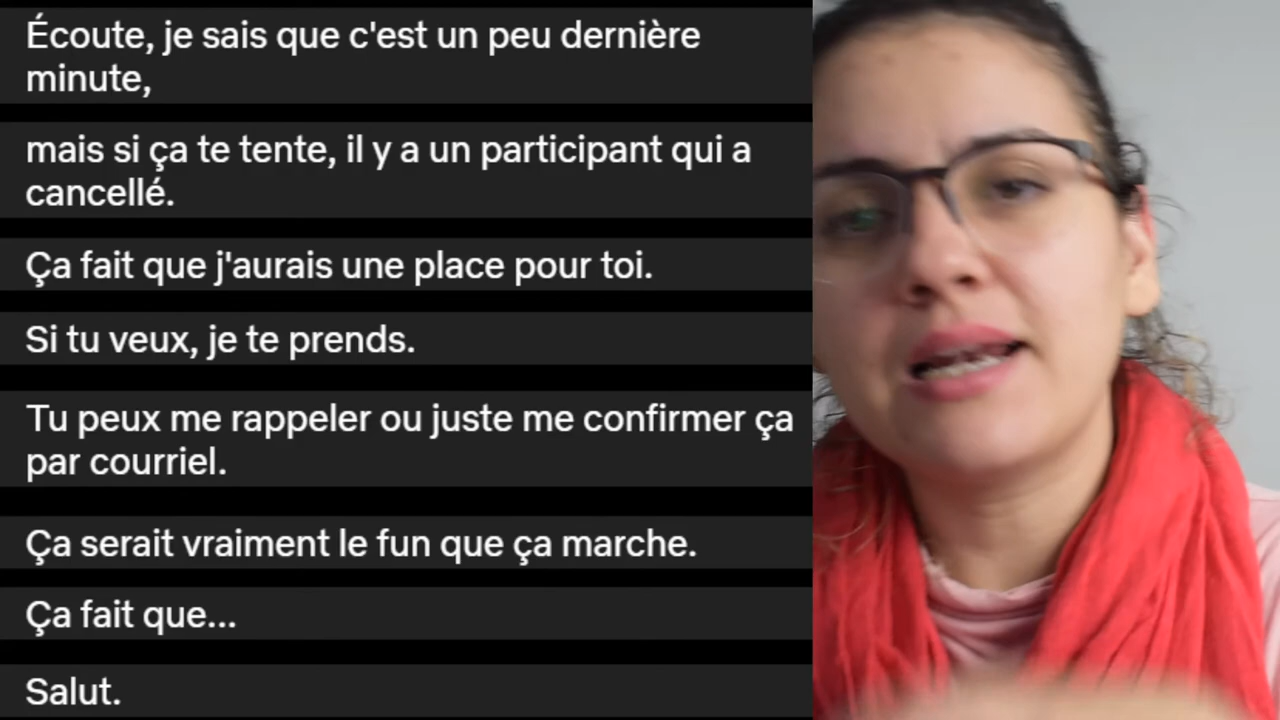 Écoute, je sais que c'est un peu dernière
minute,
mais si ça te tente, il y a un participant qui a
cancellé.
Ça fait que j'aurais une place pour toi.
Si tu veux, je te prends.
Tu peux me rappeler ou juste me confirmer ça
par courriel.
Ça serait vraiment le fun que ça marche.
Ça fait que...
Salut.